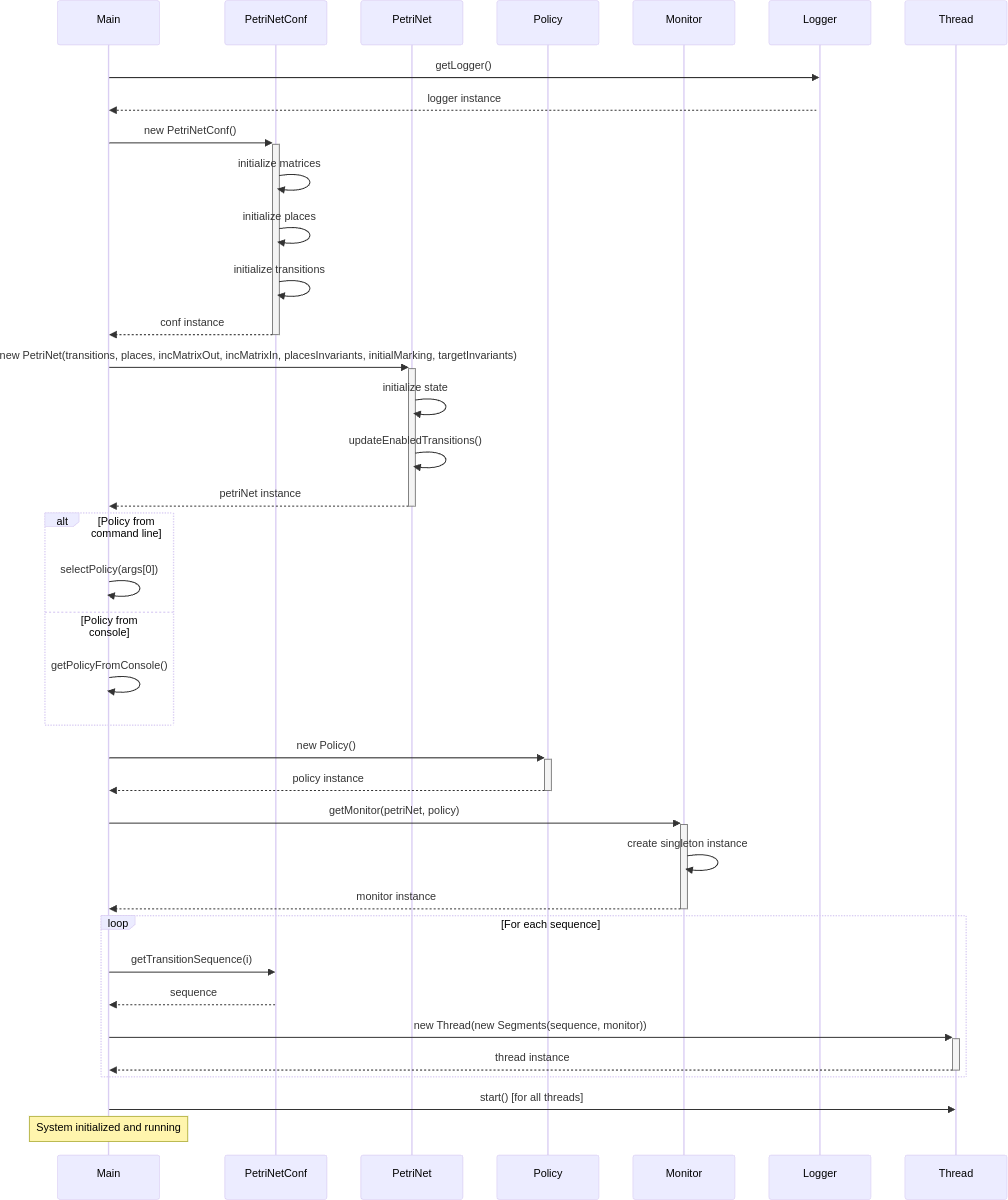 Main
PetriNetConf
PetriNet
Policy
Monitor
Logger
Thread
getLogger()
logger instance
new PetriNetConf()
initialize matrices
initialize places
initialize transitions
conf instance
new PetriNet(transitions, places, incMatrixOut, incMatrixIn, placesInvariants, initialMarking, targetInvariants)
initialize state
updateEnabledTransitions()
petriNet instance
alt
[Policy from
command line]
selectPolicy(args[0])
[Policy from
console]
getPolicyFromConsole()
new Policy()
policy instance
getMonitor(petriNet, policy)
create singleton instance
monitor instance
loop
[For each sequence]
getTransitionSequence(i)
sequence
new Thread(new Segments(sequence, monitor))
thread instance
start() [for all threads]
System initialized and running
Main
PetriNetConf
PetriNet
Policy
Monitor
Logger
Thread